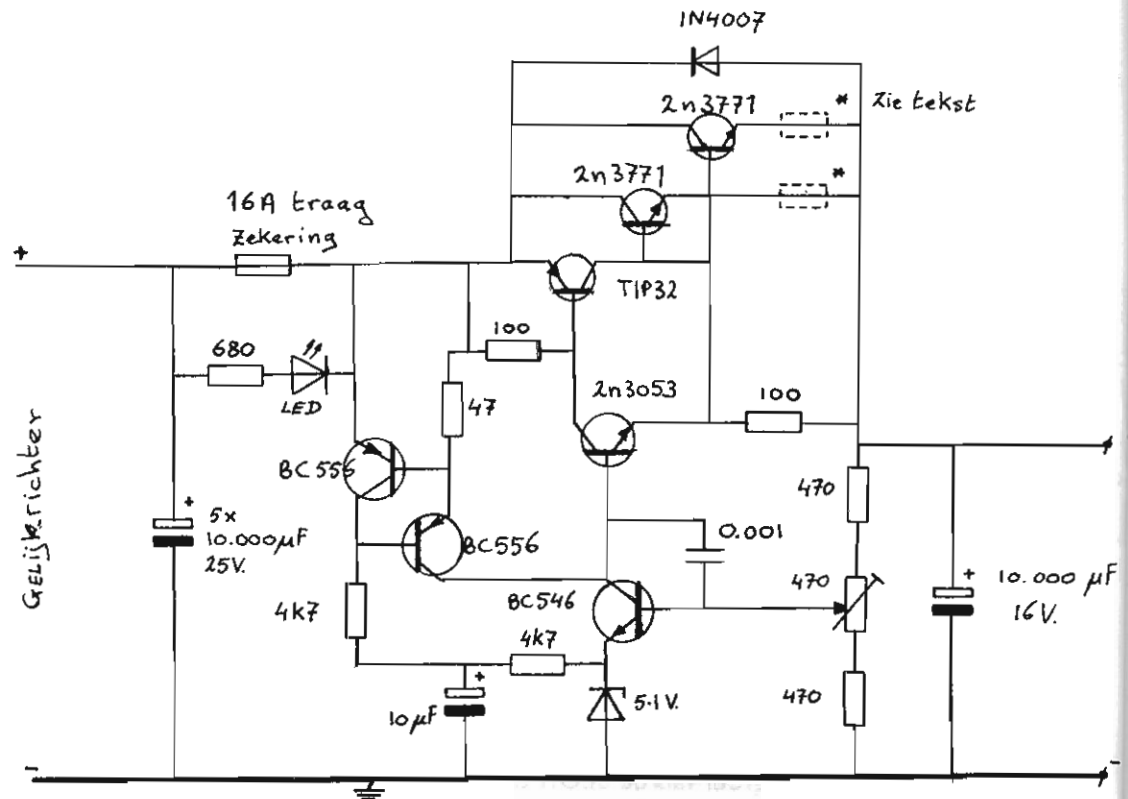 1N4007
2n3771
* Zie tekst
2n3771
*
16A traag
Zekering
+
TIP32
100
680
LED
47
2n3053
100
BC556
470
Gelijkrichter
+
5x
10.000µF
25V.
BC556
0.001
4k7
BC546
470
+
10.000 µF
16V.
4k7
+
10µF
5.1V.
470
-
-